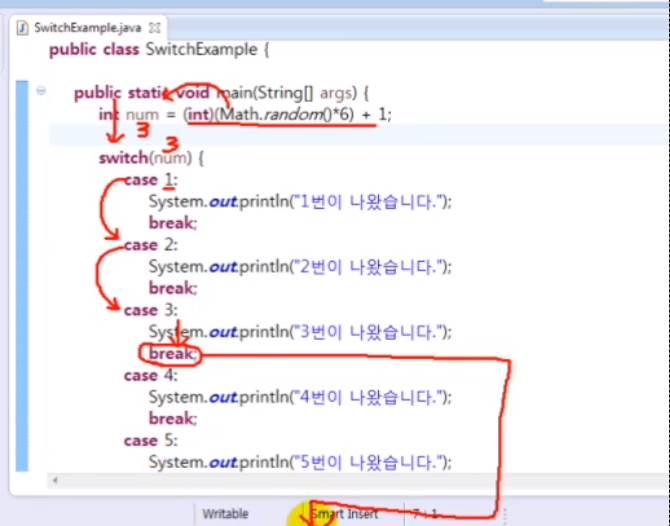 SwitchExample.java
public class SwitchExample {
public static void main(String[] args) {
int num = (int)(Math.random()*6) + 1;
3
3
switch(num) {
case 1:
System.out.println("1번이 나왔습니다.");
break;
case 2:
System.out.println("2번이 나왔습니다.");
break;
case 3:
System.out.println("3번이 나왔습니다.");
break;
case 4:
System.out.println("4번이 나왔습니다.");
break;
case 5:
System.out.println("5번이 나왔습니다.");
Writable Smart Insert 7 : 1